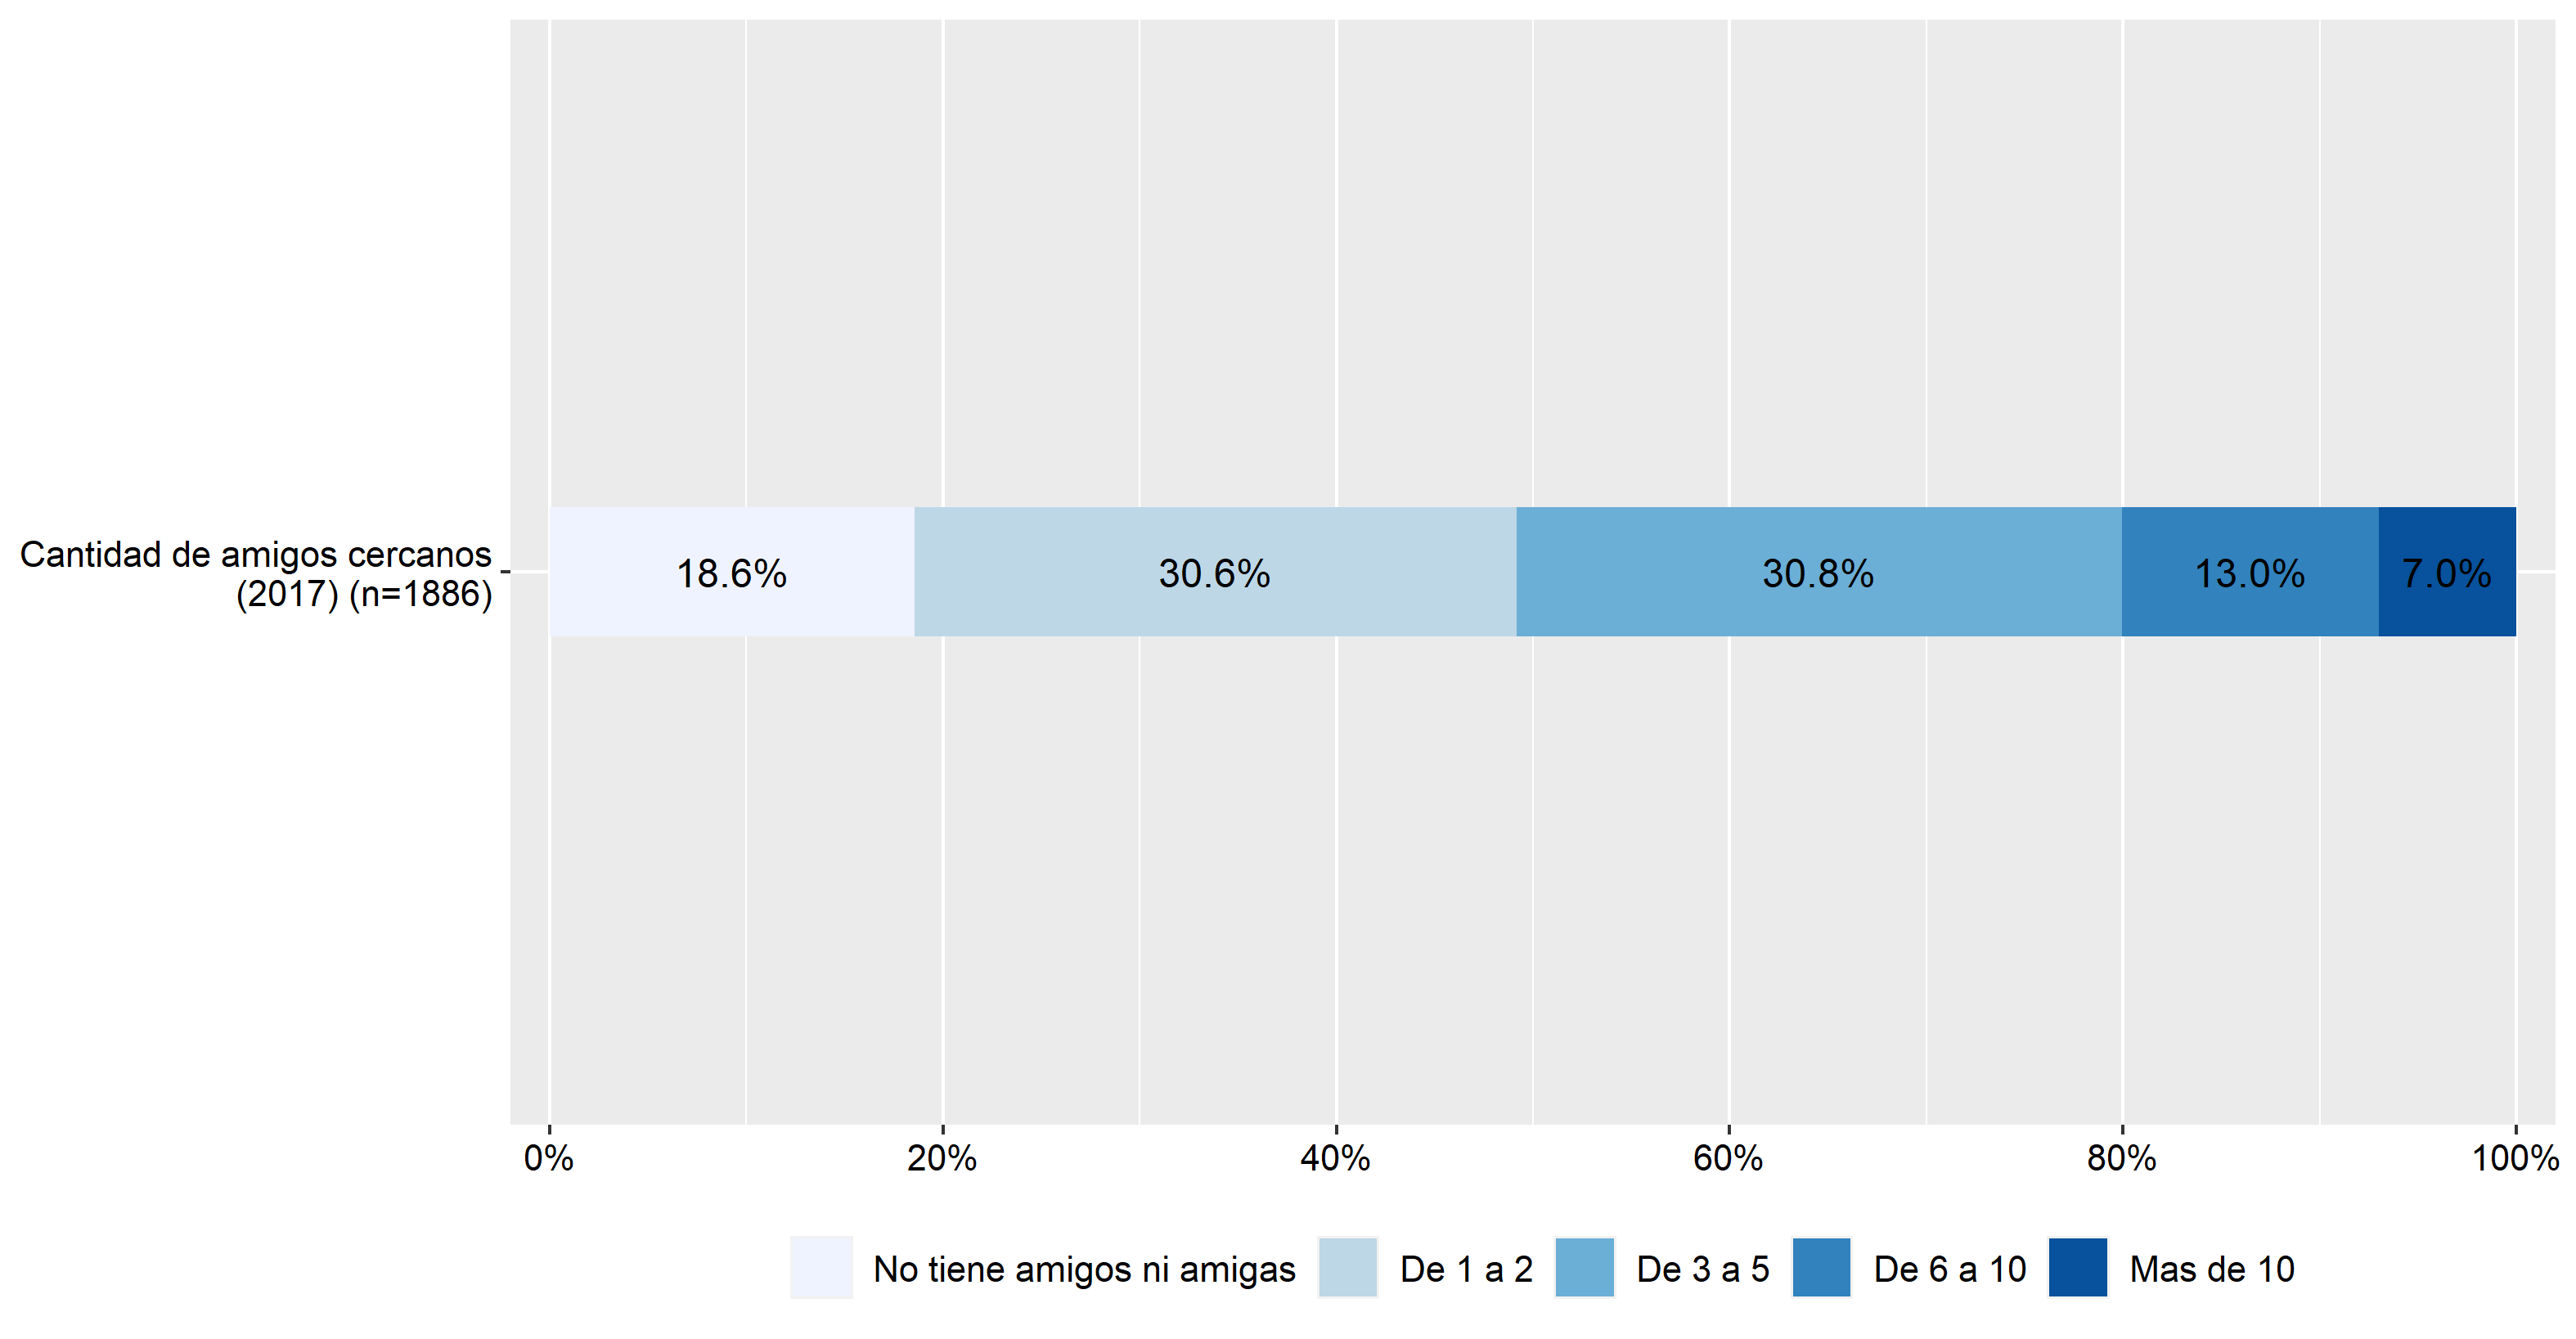 Cantidad de amigos cercanos
(2017) (n=1886)
18.6%
30.6%
30.8%
13.0%
7.0%
0%
20%
40%
60%
80%
100%
No tiene amigos ni amigas
De 1 a 2
De 3 a 5
De 6 a 10
Mas de 10